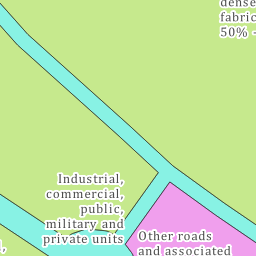 dense
fabric
50% -
Industrial,
commercial,
public,
military and
private units
Other roads
and associated